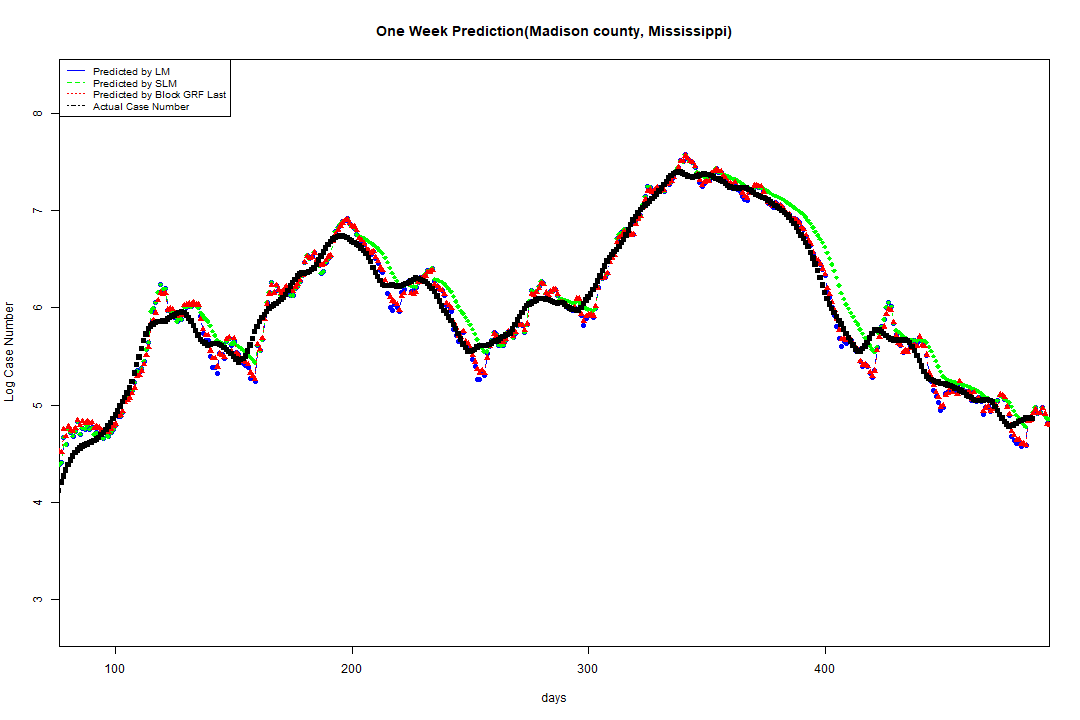 One Week Prediction(Madison county, Mississippi)
Predicted by LM
Predicted by SLM
Predicted by Block GRF Last
Actual Case Number
8
7
6
5
4
3
Log Case Number
100 200 300 400
days